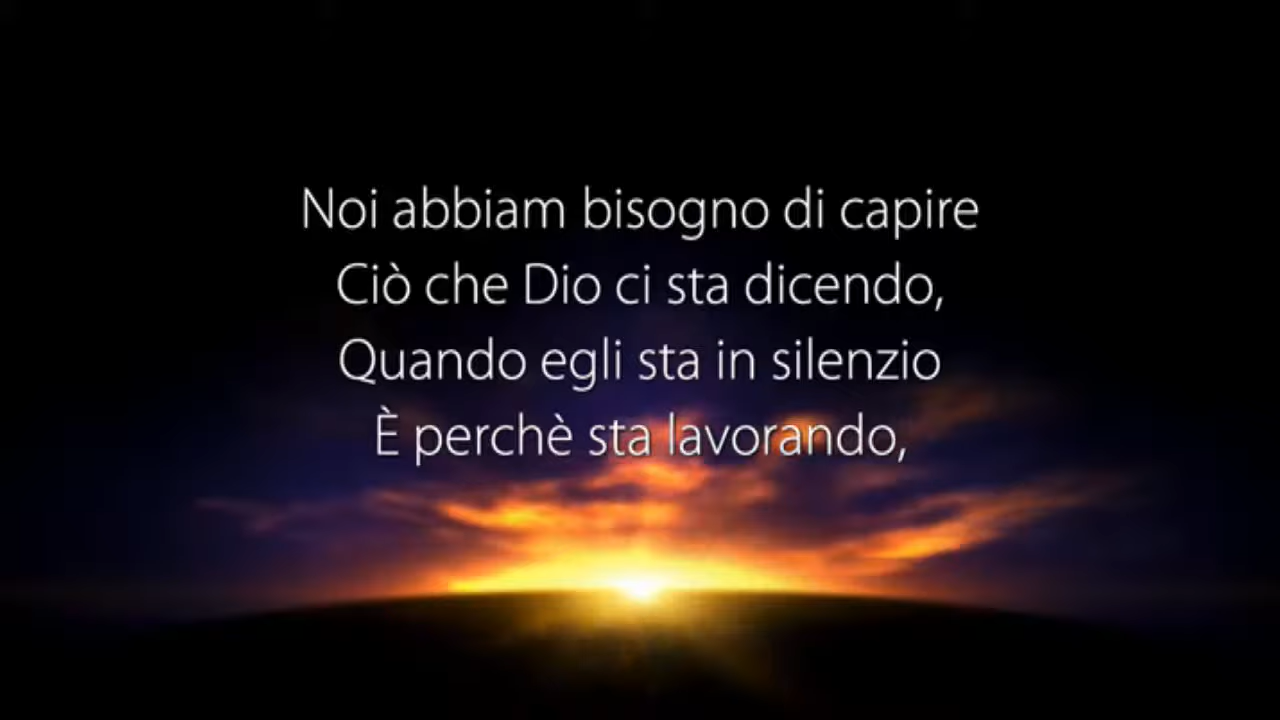 Noi abbiam bisogno di capire
Ciò che Dio ci sta dicendo,
Quando egli sta in silenzio
È perchè sta lavorando,